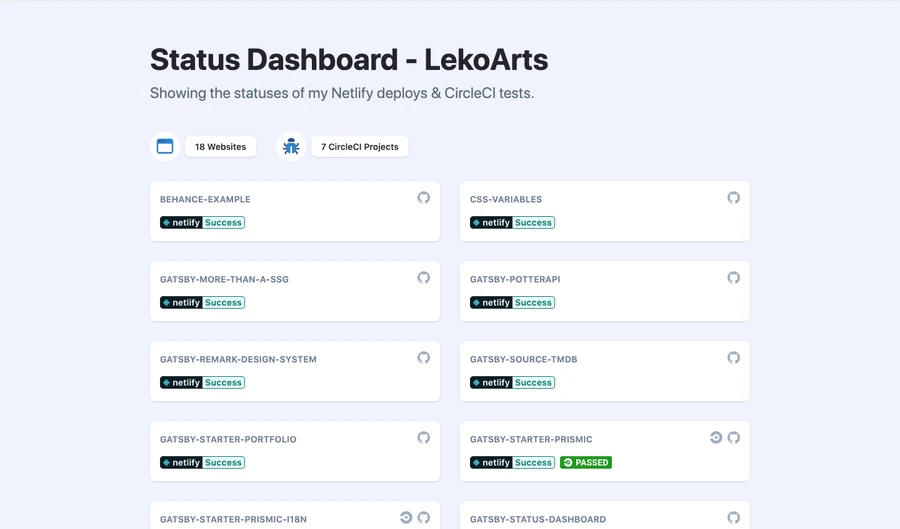 Status Dashboard - LekoArts
Showing the statuses of my Netlify deploys & CircleCI tests.
18 Websites
7 CircleCI Projects
BEHANCE-EXAMPLE
netlify Success
CSS-VARIABLES
netlify Success
GATSBY-MORE-THAN-A-SSG
netlify Success
GATSBY-POTTERAPI
netlify Success
GATSBY-REMARK-DESIGN-SYSTEM
netlify Success
GATSBY-SOURCE-TMDB
netlify Success
GATSBY-STARTER-PORTFOLIO
netlify Success
GATSBY-STARTER-PRISMIC
netlify Success PASSED
GATSBY-STARTER-PRISMIC-I18N
GATSBY-STATUS-DASHBOARD